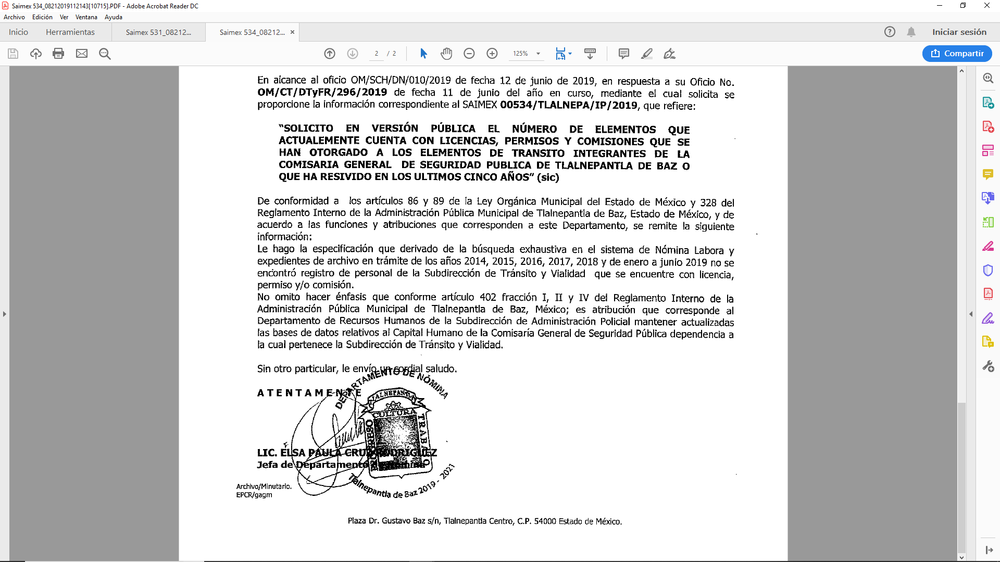 Saimex 534_08212019112143[10715].PDF - Adobe Acrobat Reader DC
Archivo Edición Ver Ventana Ayuda
Inicio Herramientas Saimex 531_08212... Saimex 534_08212... Iniciar sesión
2 / 2 125% Compartir
En alcance al oficio OM/SCH/DN/010/2019 de fecha 12 de junio de 2019, en respuesta a su Oficio No.
OM/CT/DTyFR/296/2019 de fecha 11 de junio del año en curso, mediante el cual solicita se
proporcione la información correspondiente al SAIMEX 00534/TLALNEPA/IP/2019, que refiere:
"SOLICITO EN VERSIÓN PÚBLICA EL NÚMERO DE ELEMENTOS QUE
ACTUALEMENTE CUENTA CON LICENCIAS, PERMISOS Y COMISIONES QUE SE
HAN OTORGADO A LOS ELEMENTOS DE TRANSITO INTEGRANTES DE LA
COMISARIA GENERAL DE SEGURIDAD PUBLICA DE TLALNEPANTLA DE BAZ O
QUE HA RESIVIDO EN LOS ULTIMOS CINCO AÑOS" (sic)
De conformidad a los artículos 86 y 89 de la Ley Orgánica Municipal del Estado de México y 328 del
Reglamento Interno de la Administración Pública Municipal de Tlalnepantla de Baz, Estado de México, y de
acuerdo a las funciones y atribuciones que corresponden a este Departamento, se remite la siguiente
información:
Le hago la especificación que derivado de la búsqueda exhaustiva en el sistema de Nómina Labora y
expedientes de archivo en trámite de los años 2014, 2015, 2016, 2017, 2018 y de enero a junio 2019 no se
encontró registro de personal de la Subdirección de Tránsito y Vialidad que se encuentre con licencia,
permiso y/o comisión.
No omito hacer énfasis que conforme artículo 402 fracción I, II y IV del Reglamento Interno de la
Administración Pública Municipal de Tlalnepantla de Baz, México; es atribución que corresponde al
Departamento de Recursos Humanos de la Subdirección de Administración Policial mantener actualizadas
las bases de datos relativos al Capital Humano de la Comisaría General de Seguridad Pública dependencia a
la cual pertenece la Subdirección de Tránsito y Vialidad.
Sin otro particular, le envío un cordial saludo.
DEPARTAMENTO DE NÓMINA
A T E N T A M E N T E
TLALNEPANTLA
CULTURA
PROGRESO
TRABAJO
LIC. ELSA PAULA CRUZ RODRIGUEZ
Jefa de Departamento de Nómina
Tlalnepantla de Baz 2019 - 2021
Archivo/Minutario.
EPCR/gagm
Plaza Dr. Gustavo Baz s/n, Tlalnepantla Centro, C.P. 54000 Estado de México.